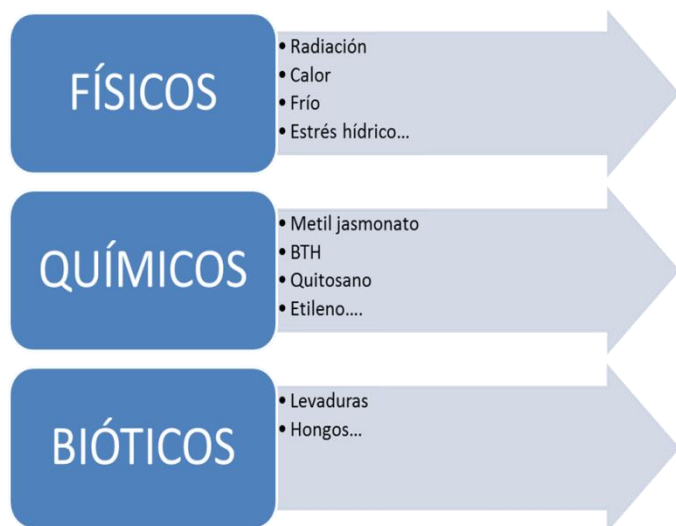 FÍSICOS
• Radiación
• Calor
• Frío
• Estrés hídrico...
QUÍMICOS
• Metil jasmonato
• BTH
• Quitosano
• Etileno....
BIÓTICOS
• Levaduras
• Hongos...